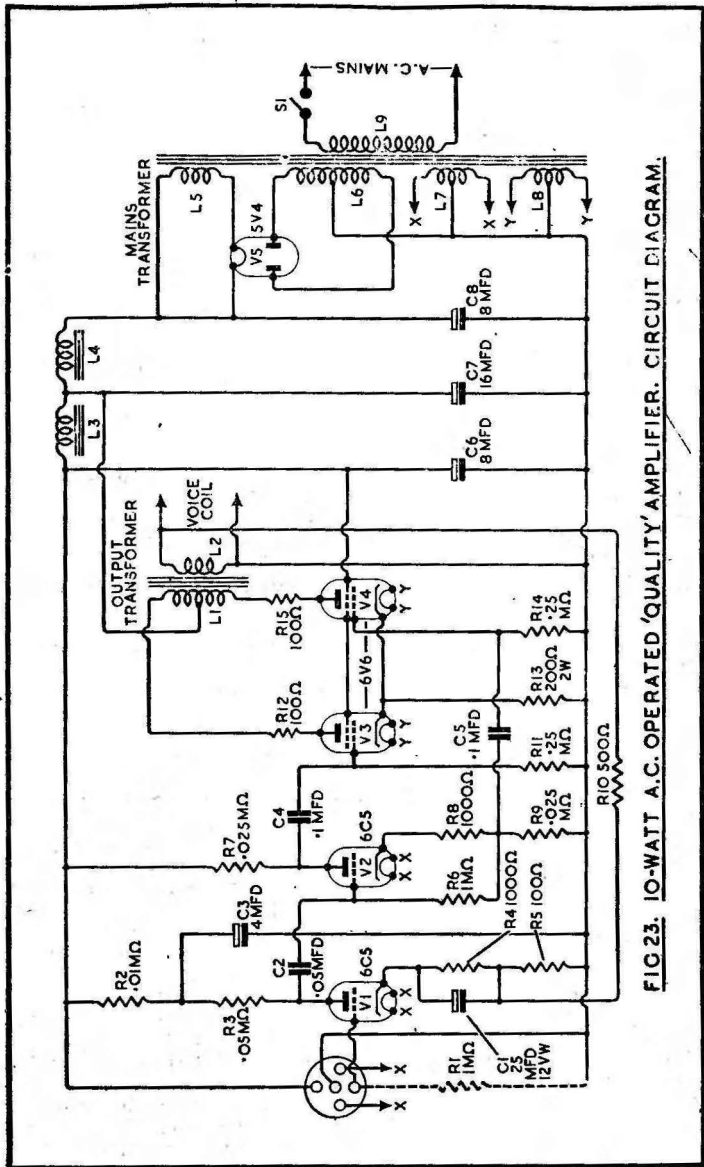 MAINS
TRANSFORMER
OUTPUT
TRANSFORMER
VOICE
COIL
L3
L4
L1
L2
L5
L6
L7
L8
L9
S1
A.C. MAINS
R2
.01MΩ
R3
.05MΩ
C3
4MFD
R7
.025MΩ
C2
.05MFD
C4
.1MFD
R12
100Ω
R15
100Ω
V5
5V4
V1
6C5
X X
V2
6C5
X X
V3
Y Y
—6V6—
V4
Y Y
X
X
Y
Y
X
X
R1
1MΩ
C1
25
MFD
12VW
R4 1000Ω
R5 100Ω
R6
1MΩ
R8
1000Ω
R9
.025
MΩ
C5
.1MFD
R11
.25
MΩ
R13
200Ω
2W
R14
.25
MΩ
C6
8 MFD
C7
16MFD
C8
8MFD
R10 500Ω
FIG 23. 10-WATT A.C. OPERATED 'QUALITY' AMPLIFIER. CIRCUIT DIAGRAM.